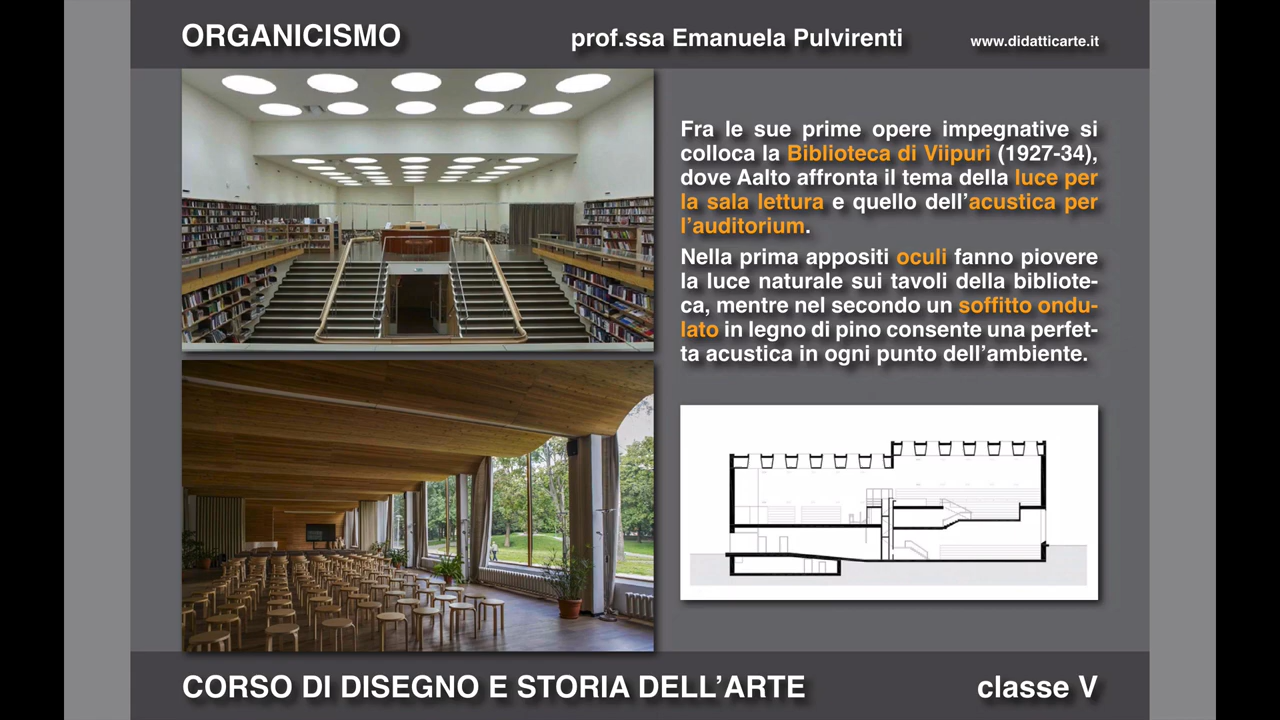 ORGANICISMO
prof.ssa Emanuela Pulvirenti
www.didatticarte.it
Fra le sue prime opere impegnative si
colloca la Biblioteca di Viipuri (1927-34),
dove Aalto affronta il tema della luce per
la sala lettura e quello dell'acustica per
l'auditorium.
Nella prima appositi oculi fanno piovere
la luce naturale sui tavoli della bibliote-
ca, mentre nel secondo un soffitto ondu-
lato in legno di pino consente una perfet-
ta acustica in ogni punto dell'ambiente.
CORSO DI DISEGNO E STORIA DELL'ARTE
classe V